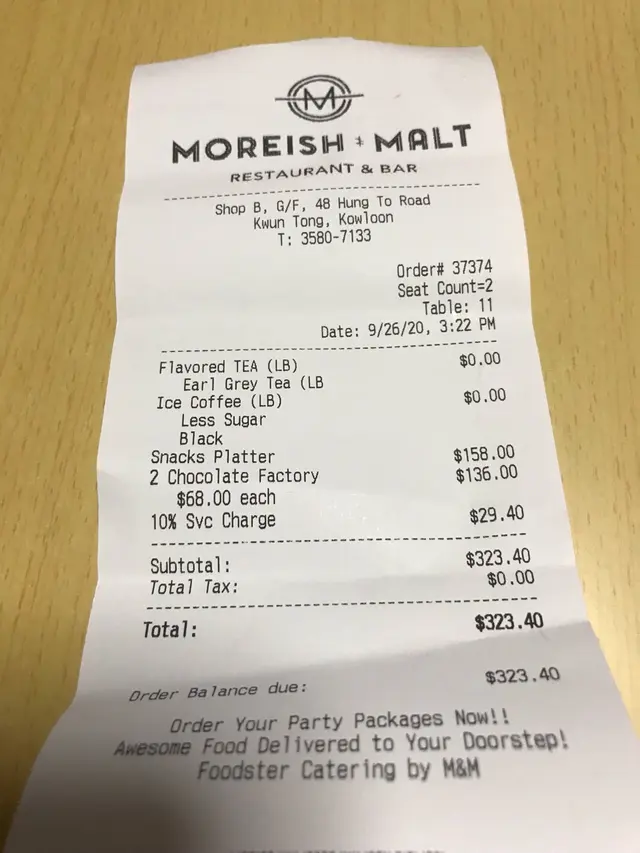 M
MOREISH & MALT
RESTAURANT & BAR
Shop B, G/F, 48 Hung To Road
Kwun Tong, Kowloon
T: 3580-7133
Order# 37374
Seat Count=2
Table: 11
Date: 9/26/20, 3:22 PM
Flavored TEA (LB) $0.00
Earl Grey Tea (LB
Ice Coffee (LB) $0.00
Less Sugar
Black
Snacks Platter $158.00
2 Chocolate Factory $136.00
$68.00 each
10% Svc Charge $29.40
Subtotal: $323.40
Total Tax: $0.00
Total: $323.40
Order Balance due: $323.40
Order Your Party Packages Now!!
Awesome Food Delivered to Your Doorstep!
Foodster Catering by M&M